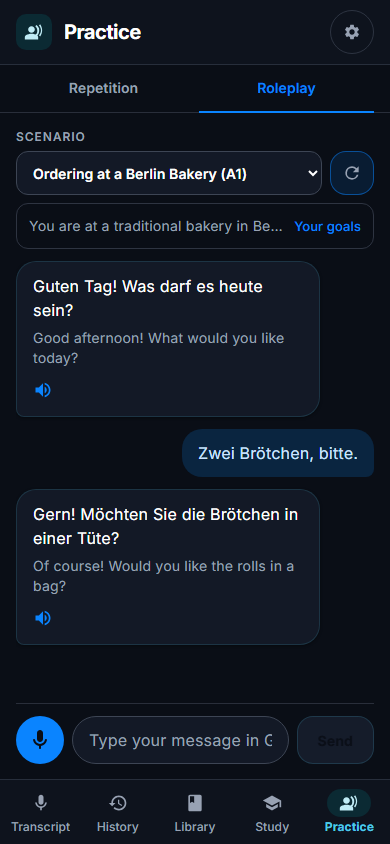 Practice
Repetition
Roleplay
SCENARIO
Ordering at a Berlin Bakery (A1)
You are at a traditional bakery in Be... Your goals
Guten Tag! Was darf es heute
sein?
Good afternoon! What would you like
today?
Zwei Brötchen, bitte.
Gern! Möchten Sie die Brötchen in
einer Tüte?
Of course! Would you like the rolls in a
bag?
Type your message in G
Send
Transcript
History
Library
Study
Practice